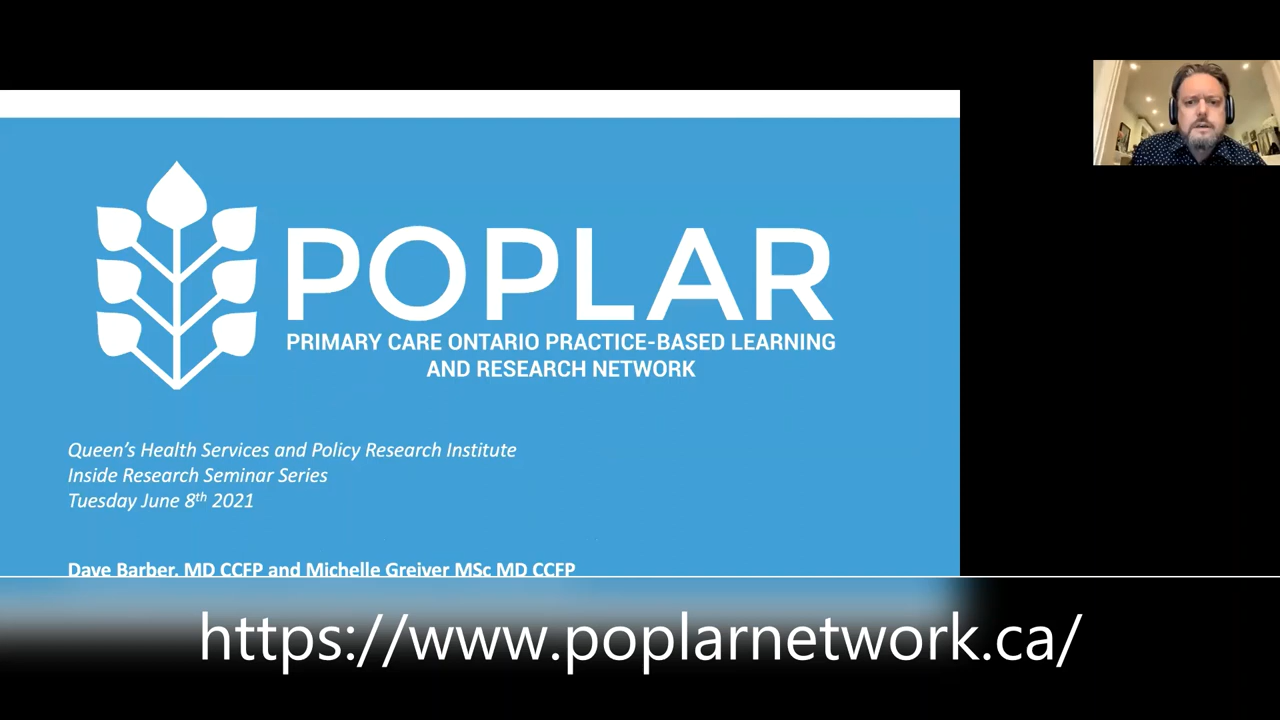 POPLAR
PRIMARY CARE ONTARIO PRACTICE-BASED LEARNING
AND RESEARCH NETWORK
Queen's Health Services and Policy Research Institute
Inside Research Seminar Series
Tuesday June 8th 2021
Dave Barber, MD CCFP and Michelle Greiver MSc MD CCFP
https://www.poplarnetwork.ca/